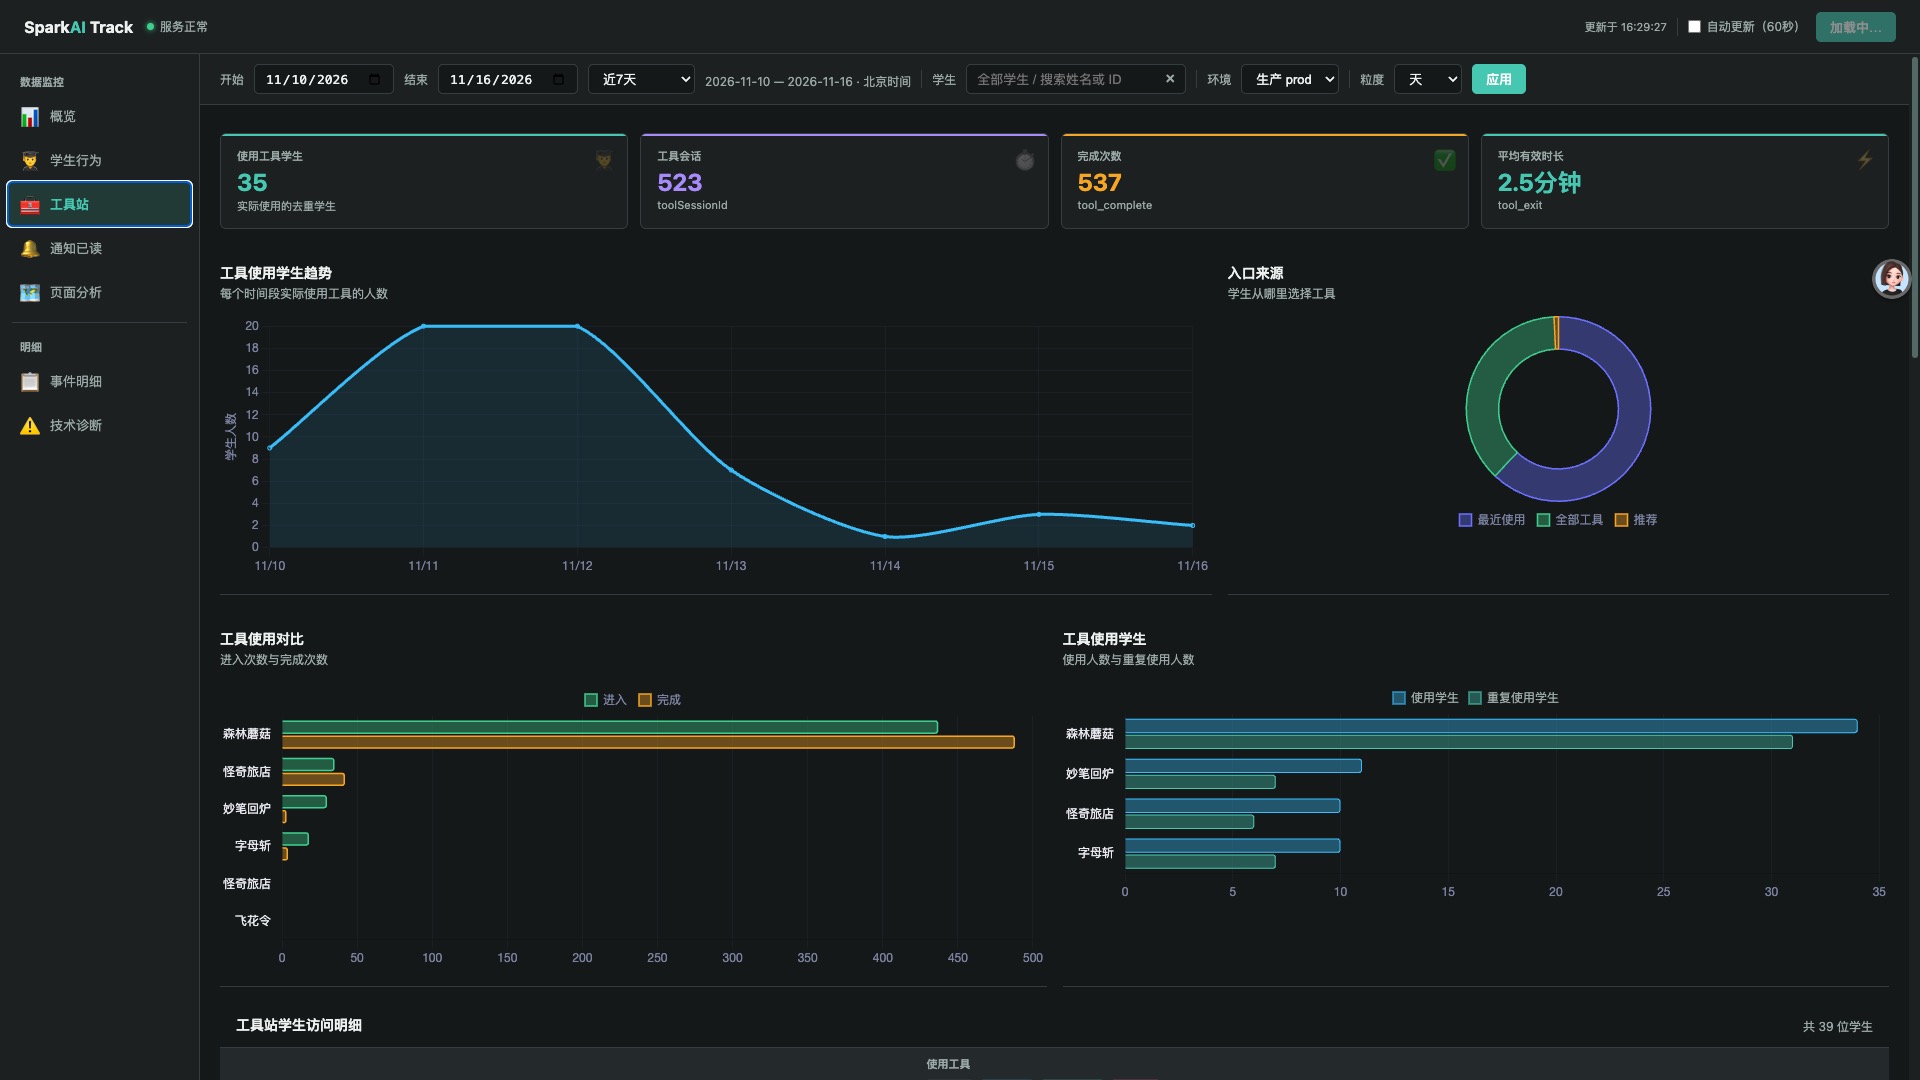 SparkAI Track 服务正常
更新于 16:29:27 自动更新（60秒） 加载中...
数据监控
概览
学生行为
工具站
通知已读
页面分析
明细
事件明细
技术诊断
开始 11/10/2026 结束 11/16/2026 近7天 2026-11-10 — 2026-11-16 · 北京时间 学生 全部学生 / 搜索姓名或 ID × 环境 生产 prod 粒度 天 应用
使用工具学生
35
实际使用的去重学生
工具会话
523
toolSessionId
完成次数
537
tool_complete
平均有效时长
2.5分钟
tool_exit
工具使用学生趋势
每个时间段实际使用工具的人数
学生人数
20
18
16
14
12
10
8
6
4
2
0
11/10 11/11 11/12 11/13 11/14 11/15 11/16
入口来源
学生从哪里选择工具
最近使用 全部工具 推荐
工具使用对比
进入次数与完成次数
进入 完成
森林蘑菇
怪奇旅店
妙笔回炉
字母斩
怪奇旅店
飞花令
0 50 100 150 200 250 300 350 400 450 500
工具使用学生
使用人数与重复使用人数
使用学生 重复使用学生
森林蘑菇
妙笔回炉
怪奇旅店
字母斩
0 5 10 15 20 25 30 35
工具站学生访问明细
共 39 位学生
使用工具